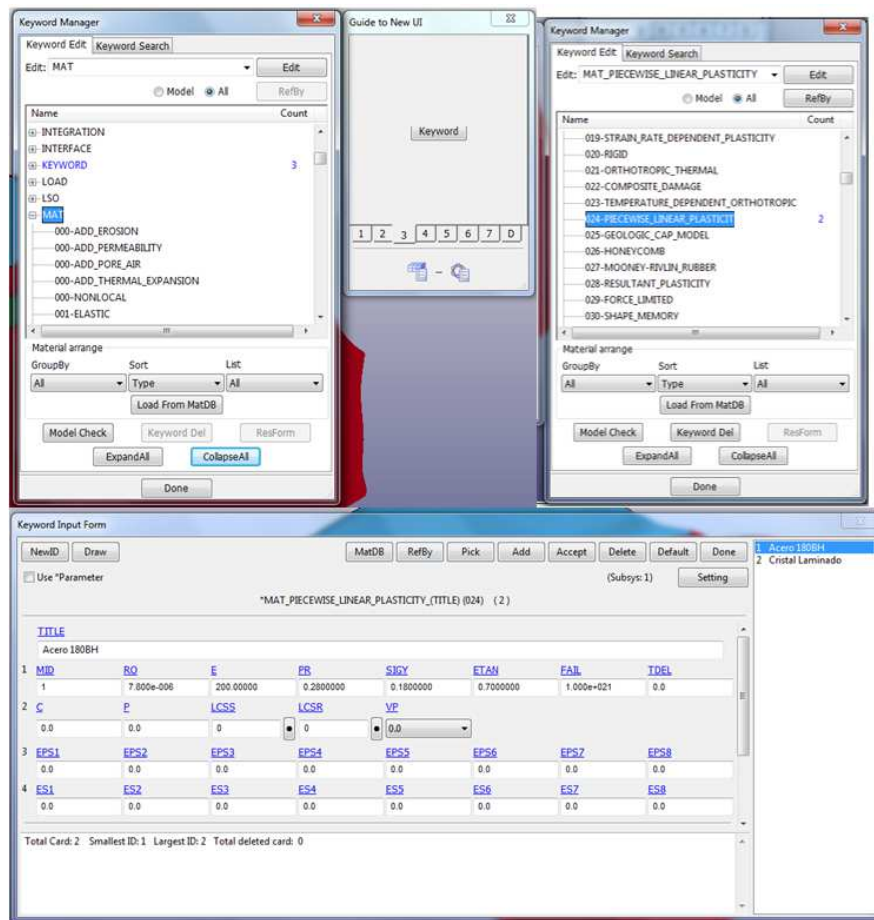 Keyword Manager
Keyword Edit Keyword Search
Edit: MAT Edit
Model All RefBy
Name Count
INTEGRATION
INTERFACE
KEYWORD 3
LOAD
LSO
MAT
000-ADD_EROSION
000-ADD_PERMEABILITY
000-ADD_PORE_AIR
000-ADD_THERMAL_EXPANSION
000-NONLOCAL
001-ELASTIC
Material arrange
GroupBy Sort List
All Type All
Load From MatDB
Model Check Keyword Del ResForm
ExpandAll CollapseAll
Done
Guide to New UI
Keyword
1 2 3 4 5 6 7 D
Keyword Manager
Keyword Edit Keyword Search
Edit: MAT_PIECEWISE_LINEAR_PLASTICITY Edit
Model All RefBy
Name Count
019-STRAIN_RATE_DEPENDENT_PLASTICITY
020-RIGID
021-ORTHOTROPIC_THERMAL
022-COMPOSITE_DAMAGE
023-TEMPERATURE_DEPENDENT_ORTHOTROPIC
024-PIECEWISE_LINEAR_PLASTICIT 2
025-GEOLOGIC_CAP_MODEL
026-HONEYCOMB
027-MOONEY-RIVLIN_RUBBER
028-RESULTANT_PLASTICITY
029-FORCE_LIMITED
030-SHAPE_MEMORY
Material arrange
GroupBy Sort List
All Type All
Load From MatDB
Model Check Keyword Del ResForm
ExpandAll CollapseAll
Done
Keyword Input Form
NewID Draw MatDB RefBy Pick Add Accept Delete Default Done
Use *Parameter (Subsys: 1) Setting
*MAT_PIECEWISE_LINEAR_PLASTICITY_(TITLE) (024) (2)
TITLE
Acero 180BH
1 MID RO E PR SIGY ETAN FAIL TDEL
1 7.800e-006 200.00000 0.2800000 0.1800000 0.7000000 1.000e+021 0.0
2 C P LCSS LCSR VP
0.0 0.0 0 0 0.0
3 EPS1 EPS2 EPS3 EPS4 EPS5 EPS6 EPS7 EPS8
0.0 0.0 0.0 0.0 0.0 0.0 0.0 0.0
4 ES1 ES2 ES3 ES4 ES5 ES6 ES7 ES8
0.0 0.0 0.0 0.0 0.0 0.0 0.0 0.0
Total Card: 2 Smallest ID: 1 Largest ID: 2 Total deleted card: 0
1 Acero 180BH
2 Cristal Laminado